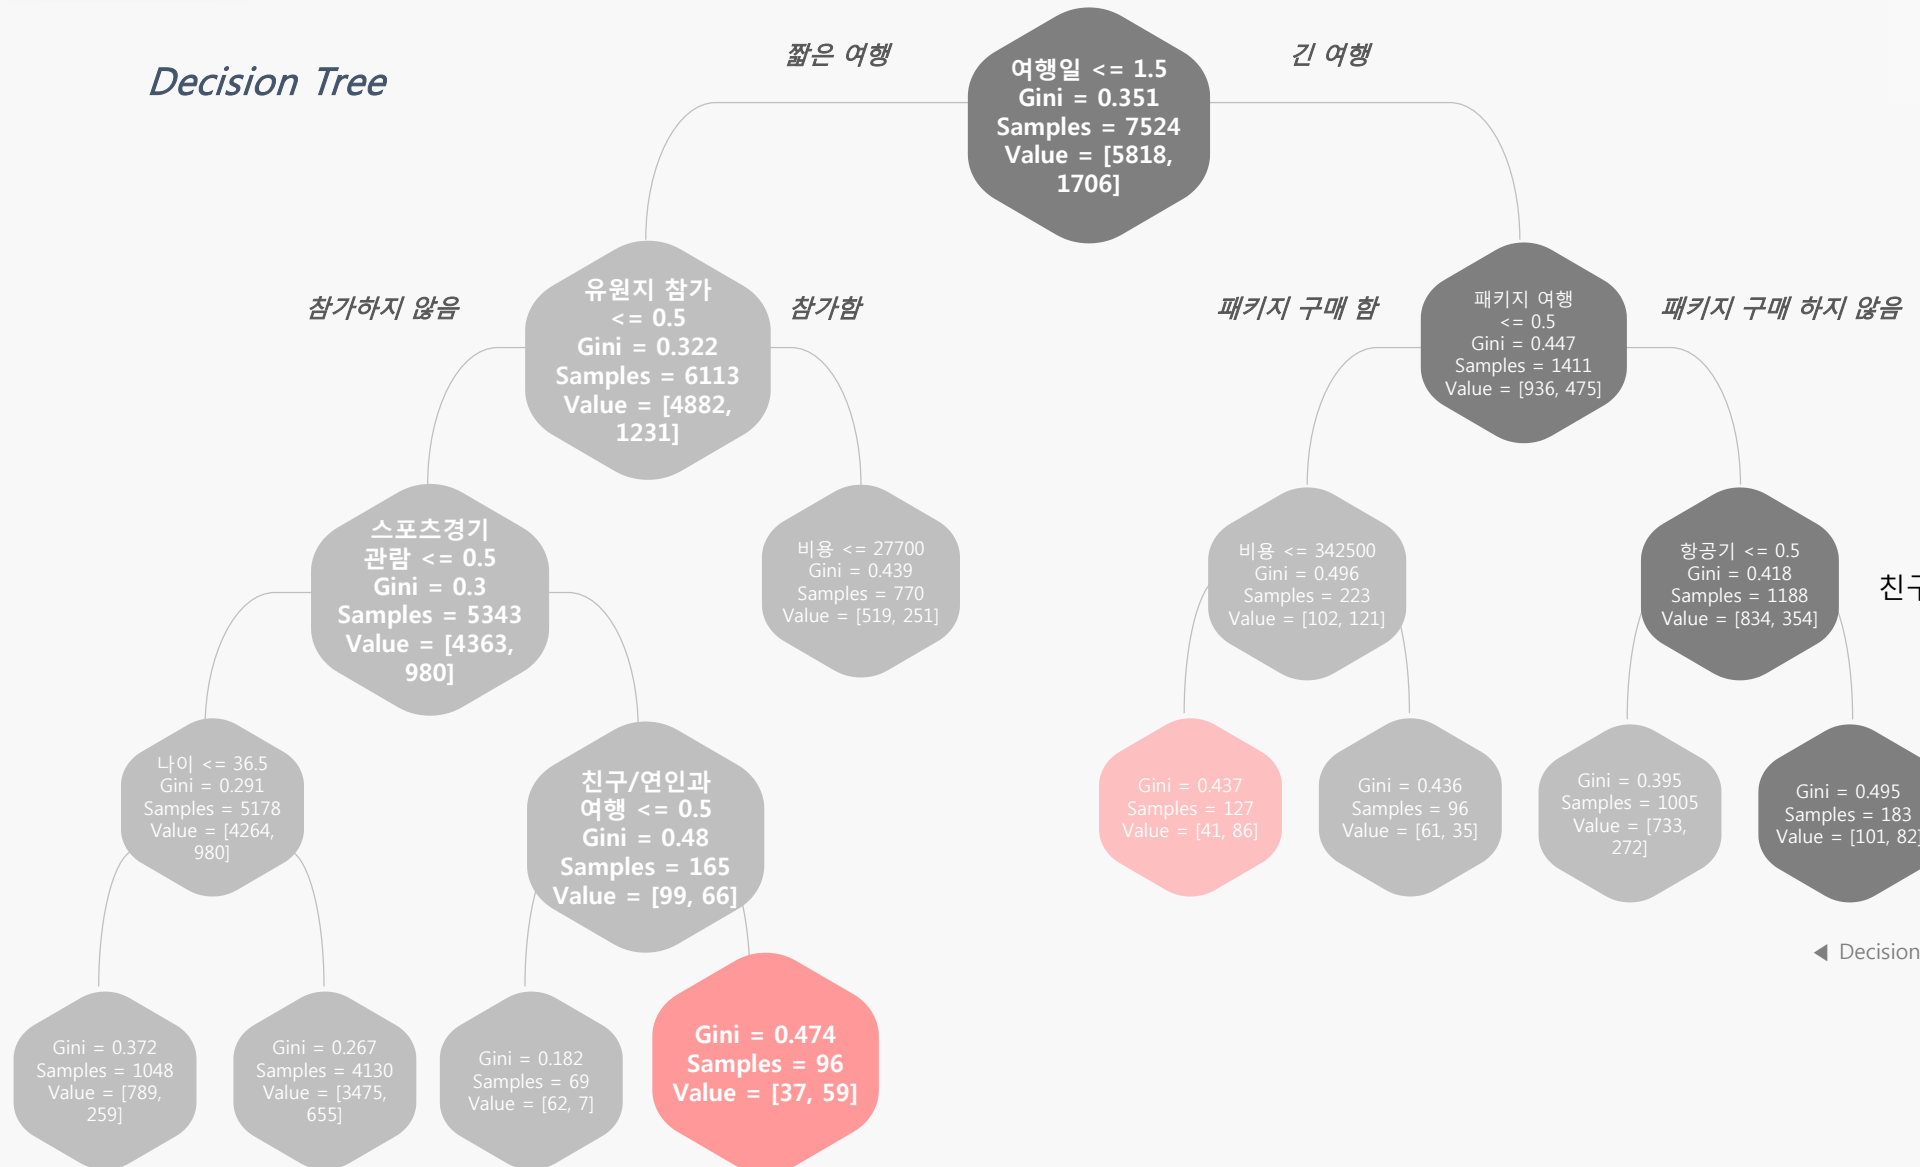 Decision Tree
짧은 여행
긴 여행
여행일 <= 1.5
Gini = 0.351
Samples = 7524
Value = [5818,
1706]
참가하지 않음
유원지 참가
<= 0.5
Gini = 0.322
Samples = 6113
Value = [4882,
1231]
참가함
패키지 구매 함
패키지 여행
<= 0.5
Gini = 0.447
Samples = 1411
Value = [936, 475]
패키지 구매 하지 않음
스포츠경기
관람 <= 0.5
Gini = 0.3
Samples = 5343
Value = [4363,
980]
비용 <= 27700
Gini = 0.439
Samples = 770
Value = [519, 251]
비용 <= 342500
Gini = 0.496
Samples = 223
Value = [102, 121]
항공기 <= 0.5
Gini = 0.418
Samples = 1188
Value = [834, 354]
친구
나이 <= 36.5
Gini = 0.291
Samples = 5178
Value = [4264,
980]
친구/연인과
여행 <= 0.5
Gini = 0.48
Samples = 165
Value = [99, 66]
Gini = 0.437
Samples = 127
Value = [41, 86]
Gini = 0.436
Samples = 96
Value = [61, 35]
Gini = 0.395
Samples = 1005
Value = [733,
272]
Gini = 0.495
Samples = 183
Value = [101, 82]
◀ Decision
Gini = 0.372
Samples = 1048
Value = [789,
259]
Gini = 0.267
Samples = 4130
Value = [3475,
655]
Gini = 0.182
Samples = 69
Value = [62, 7]
Gini = 0.474
Samples = 96
Value = [37, 59]